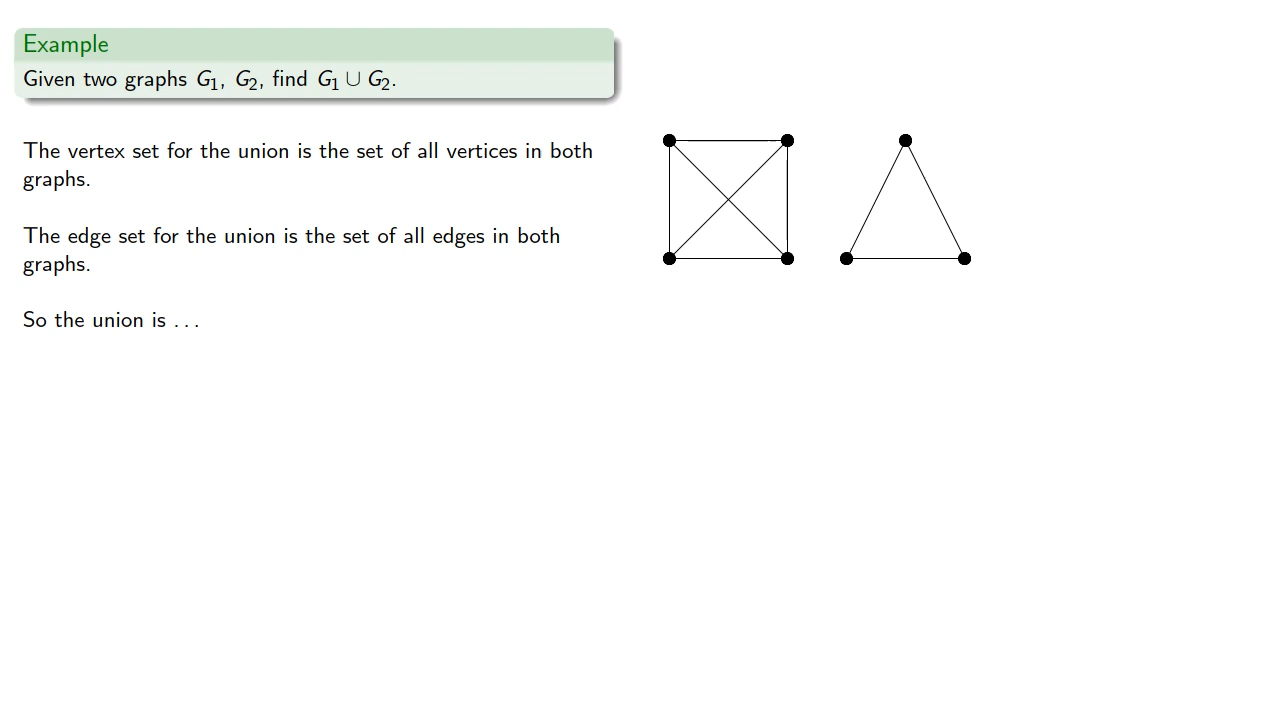 Example
Given two graphs G₁, G₂, find G₁ ∪ G₂.
The vertex set for the union is the set of all vertices in both
graphs.
The edge set for the union is the set of all edges in both
graphs.
So the union is . . .